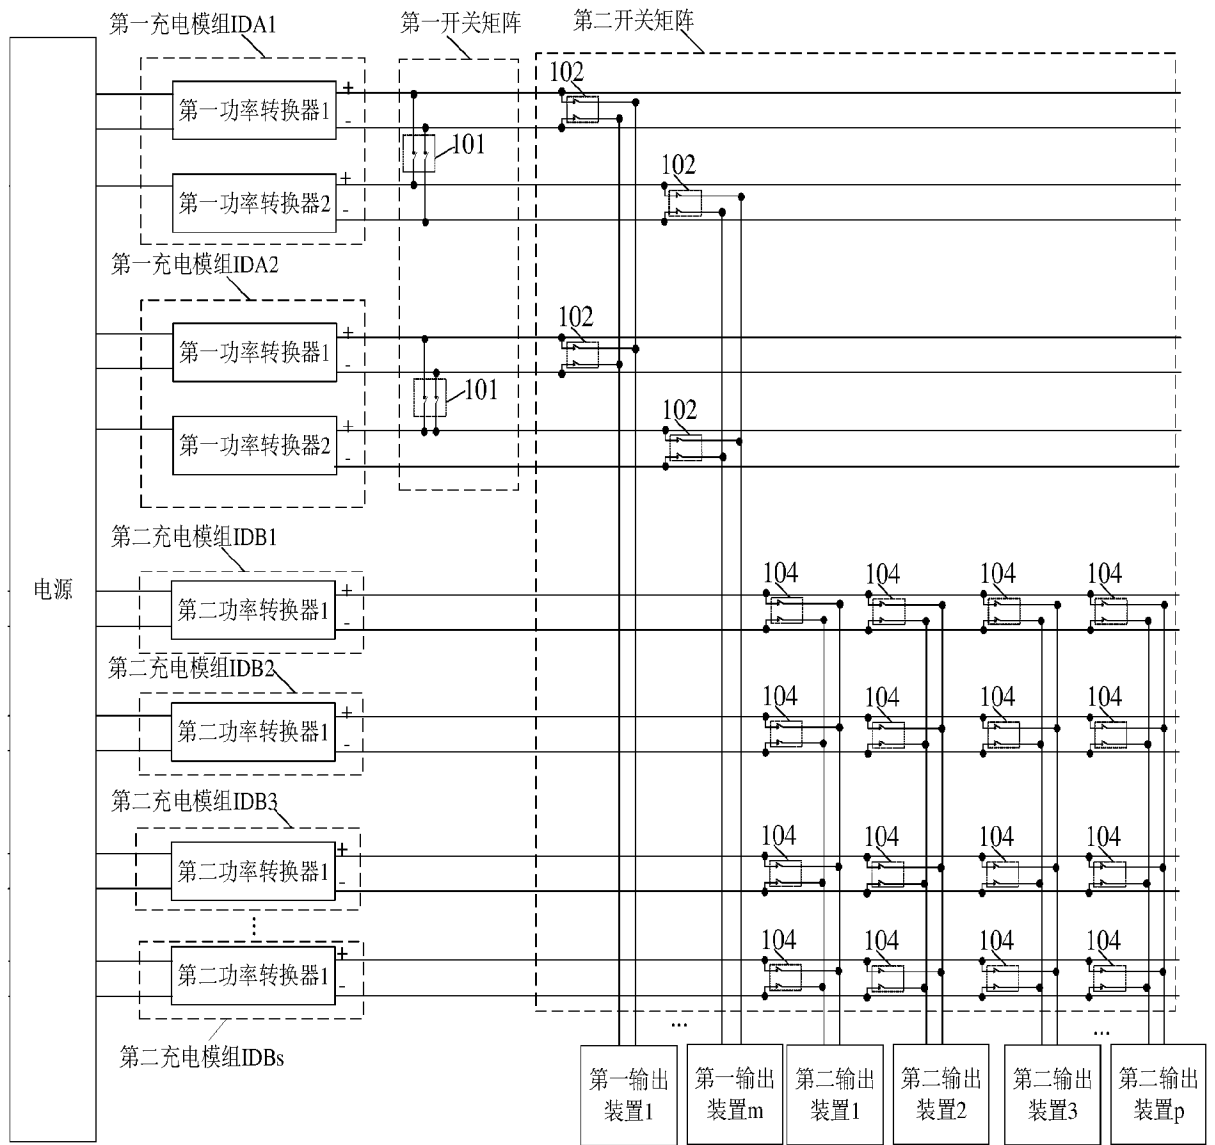 第一充电模组IDA1
第一开关矩阵
第二开关矩阵
第一功率转换器1
+
-
102
101
第一功率转换器2
+
-
102
第一充电模组IDA2
第一功率转换器1
+
-
102
101
第一功率转换器2
+
-
102
电源
第二充电模组IDB1
第二功率转换器1
+
-
104
104
104
104
第二充电模组IDB2
第二功率转换器1
+
-
104
104
104
104
第二充电模组IDB3
第二功率转换器1
+
-
104
104
104
104
⋮
第二功率转换器1
+
-
104
104
104
104
第二充电模组IDBs
...
...
第一输出
装置1
第一输出
装置m
第二输出
装置1
第二输出
装置2
第二输出
装置3
第二输出
装置p